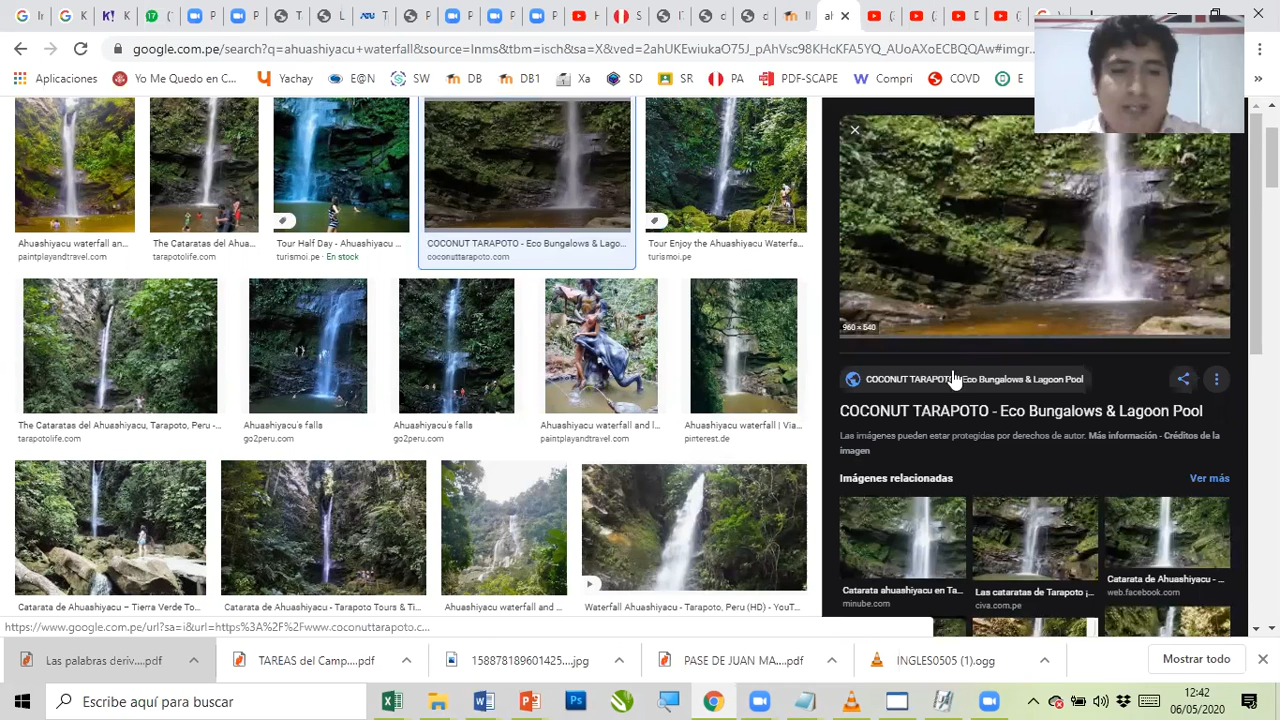 google.com.pe/search?q=ahuashiyacu+waterfall&source=lnms&tbm=isch&sa=X&ved=2ahUKEwiukaO75J_pAhVsc98KHcKFA5YQ_AUoAXoECBQQAw#imgr...
Aplicaciones Yo Me Quedo en C... Yachay E@N SW DB DB1 Xa SD SR PA PDF-SCAPE Compri COVD E »
Ahuashiyacu waterfall an...
paintplayandtravel.com
The Cataratas del Ahua...
tarapotolife.com
Tour Half Day - Ahuashiyacu ...
turismoi.pe · En stock
COCONUT TARAPOTO - Eco Bungalows & Lago...
coconuttarapoto.com
Tour Enjoy the Ahuashiyacu Waterfa...
turismoi.pe
The Cataratas del Ahuashiyacu, Tarapoto, Peru -...
tarapotolife.com
Ahuashiyacu's falls
go2peru.com
Ahuashiyacu's falls
go2peru.com
Ahuashiyacu waterfall and l...
paintplayandtravel.com
Ahuashiyacu waterfall | Via...
pinterest.de
Catarata de Ahuashiyacu – Tierra Verde To...
Catarata de Ahuashiyacu - Tarapoto Tours & Ti...
Ahuashiyacu waterfall and ...
Waterfall Ahuashiyacu - Tarapoto, Peru (HD) - YouT...
960 × 540
COCONUT TARAPOTO - Eco Bungalows & Lagoon Pool
COCONUT TARAPOTO - Eco Bungalows & Lagoon Pool
Las imágenes pueden estar protegidas por derechos de autor. Más información - Créditos de la
imagen
Imágenes relacionadas Ver más
Catarata ahuashiyacu en Ta...
minube.com
Las cataratas de Tarapoto ¡...
civa.com.pe
Catarata de Ahuashiyacu - ...
web.facebook.com
https://www.google.com.pe/url?sa=i&url=https%3A%2F%2Fwww.coconuttarapoto.c...
Las palabras deriv....pdf TAREAS del Camp....pdf 158878189601425....jpg PASE DE JUAN MA....pdf INGLES0505 (1).ogg Mostrar todo
Escribe aquí para buscar
12:42
06/05/2020